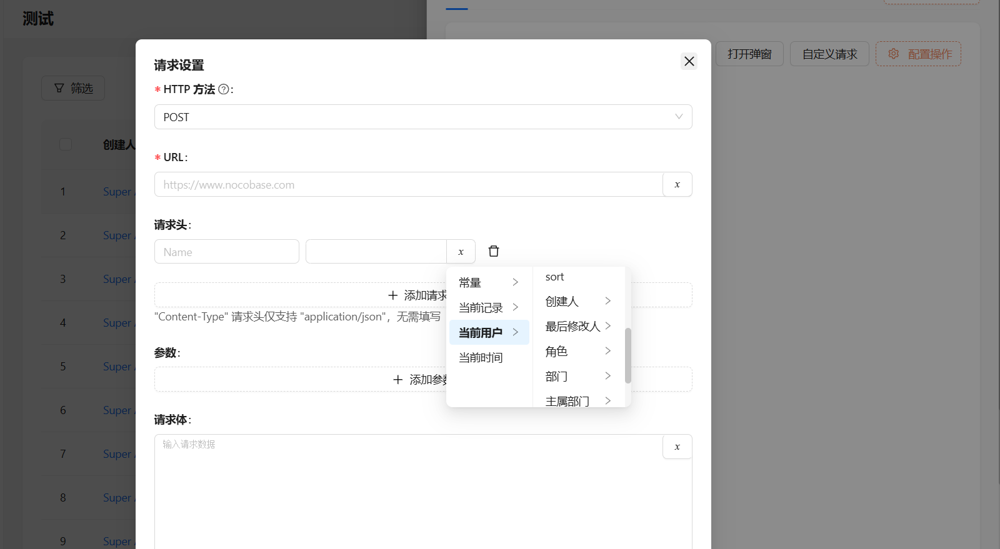 测试
打开弹窗
自定义请求
配置操作
筛选
请求设置
* HTTP 方法 ? :
POST
创建人
* URL:
https://www.nocobase.com
x
1
Super
请求头:
2
Super
Name
x
3
Super
添加请求
常量
当前记录
当前用户
当前时间
sort
创建人
最后修改人
角色
部门
主属部门
"Content-Type" 请求头仅支持 "application/json"，无需填写
4
Super
参数:
5
Super
添加参数
6
Super
请求体:
输入请求数据
x
7
Super
8
Super
9
Super